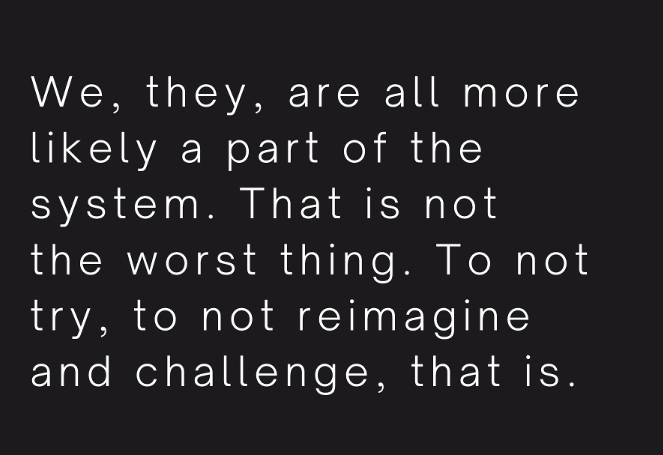 We, they, are all more
likely a part of the
system. That is not
the worst thing. To not
try, to not reimagine
and challenge, that is.